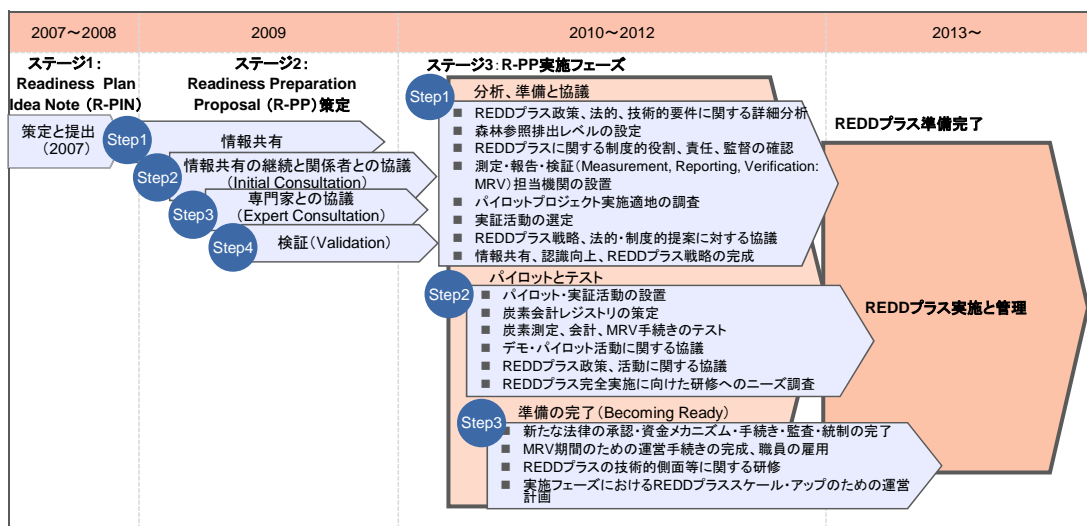 2007～2008
2009
2010～2012
2013～
ステージ1：
Readiness Plan
Idea Note （R-PIN）
ステージ2：
Readiness Preparation
Proposal （R-PP）策定
ステージ3：R-PP実施フェーズ
策定と提出
（2007）
Step1
情報共有
Step2
情報共有の継続と関係者との協議
（Initial Consultation）
Step3
専門家との協議
（Expert Consultation）
Step4
検証（Validation）
Step1
分析、準備と協議
■ REDDプラス政策、法的、技術的要件に関する詳細分析
■ 森林参照排出レベルの設定
■ REDDプラスに関する制度的役割、責任、監督の確認
■ 測定・報告・検証（Measurement, Reporting, Verification:
MRV）担当機関の設置
■ パイロットプロジェクト実施適地の調査
■ 実証活動の選定
■ REDDプラス戦略、法的・制度的提案に対する協議
■ 情報共有、認識向上、REDDプラス戦略の完成
Step2
パイロットとテスト
■ パイロット・実証活動の設置
■ 炭素会計レジストリの策定
■ 炭素測定、会計、MRV手続きのテスト
■ デモ・パイロット活動に関する協議
■ REDDプラス政策、活動に関する協議
■ REDDプラス完全実施に向けた研修へのニーズ調査
Step3
準備の完了（Becoming Ready）
■ 新たな法律の承認・資金メカニズム・手続き・監査・統制の完了
■ MRV期間のための運営手続きの完成、職員の雇用
■ REDDプラスの技術的側面等に関する研修
■ 実施フェーズにおけるREDDプラススケール・アップのための運営
計画
REDDプラス準備完了
REDDプラス実施と管理